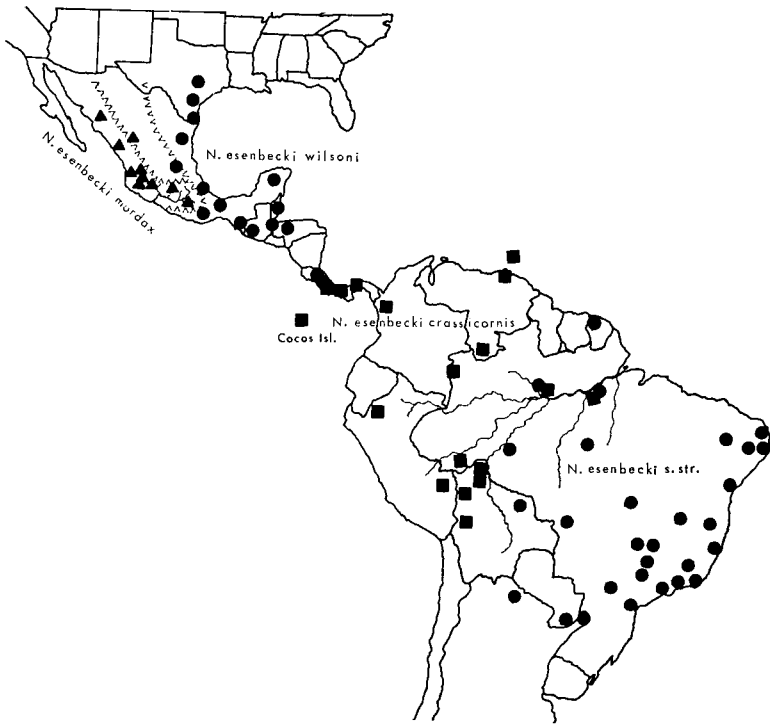 N. esenbecki wilsoni
N. esenbecki murdax
N. esenbecki crassicornis
Cocos Isl.
N. esenbecki s.str.